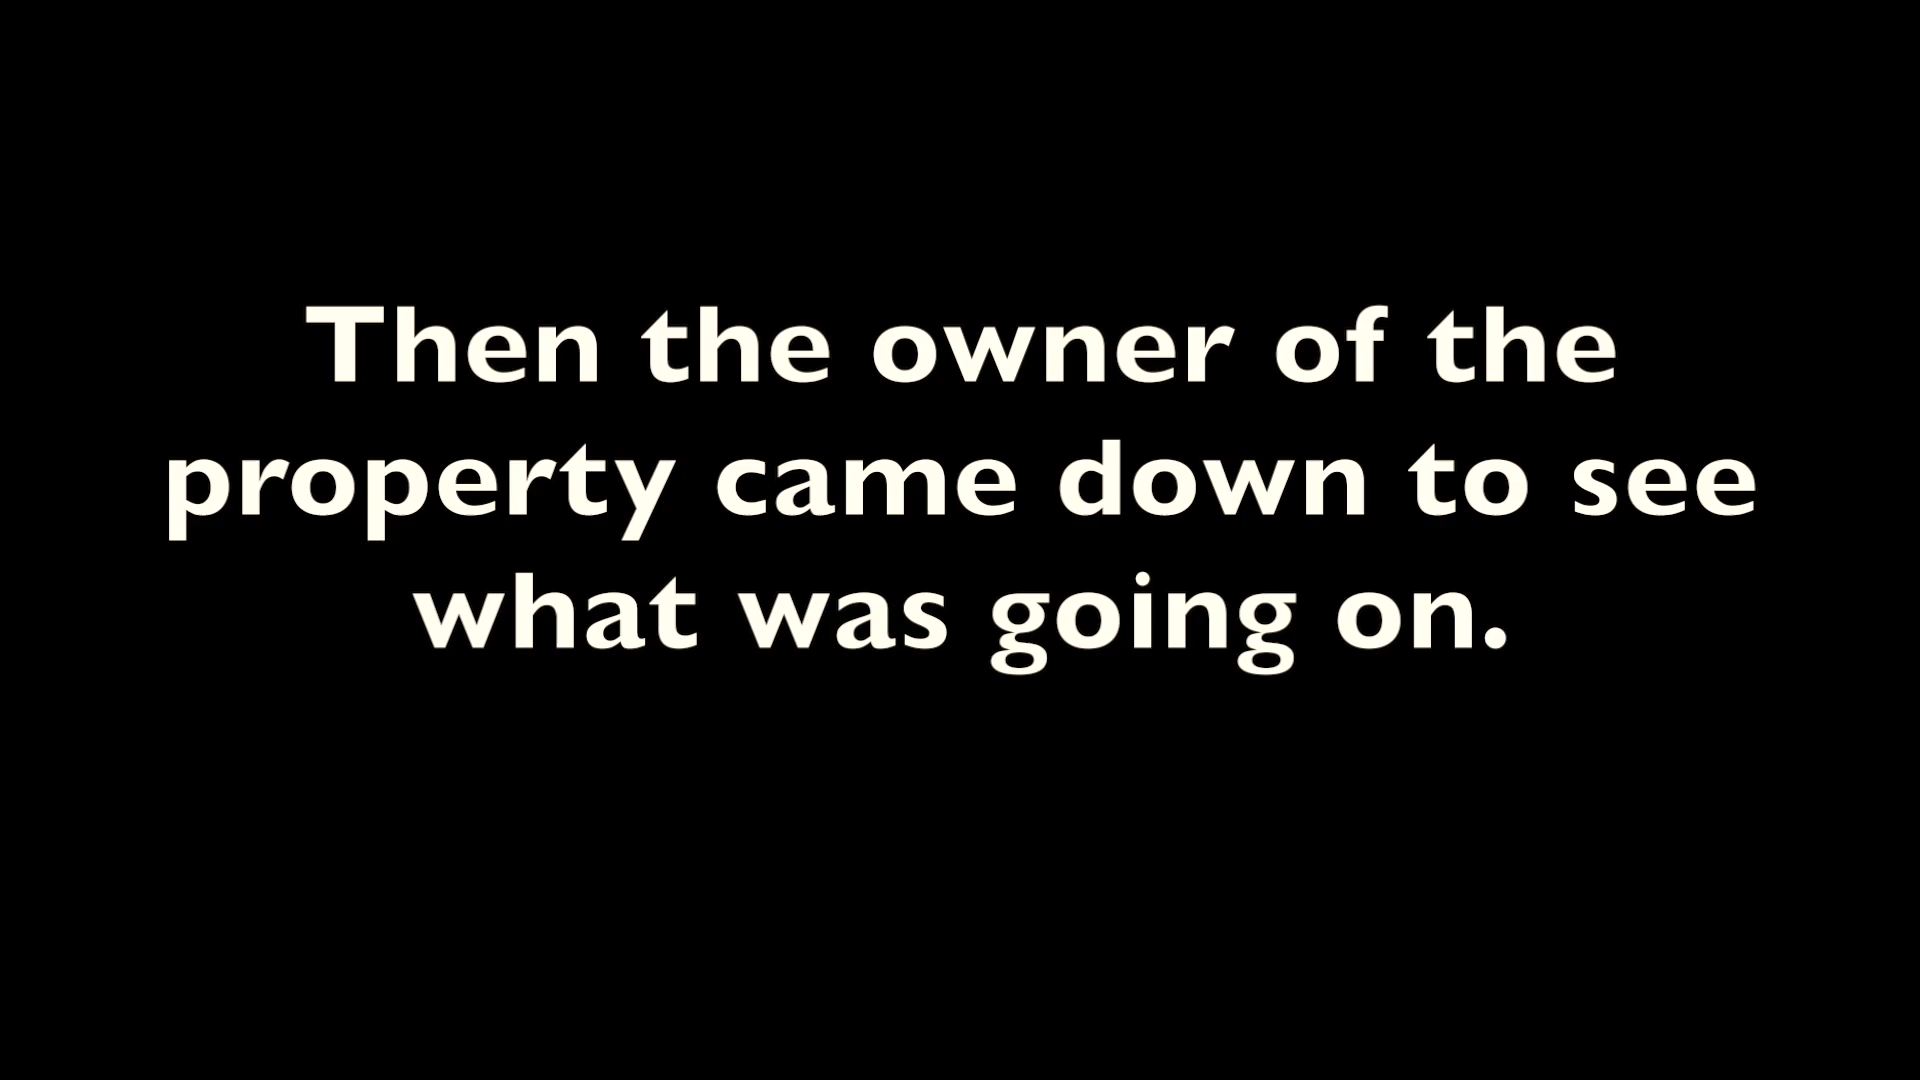 Then the owner of the
property came down to see
what was going on.